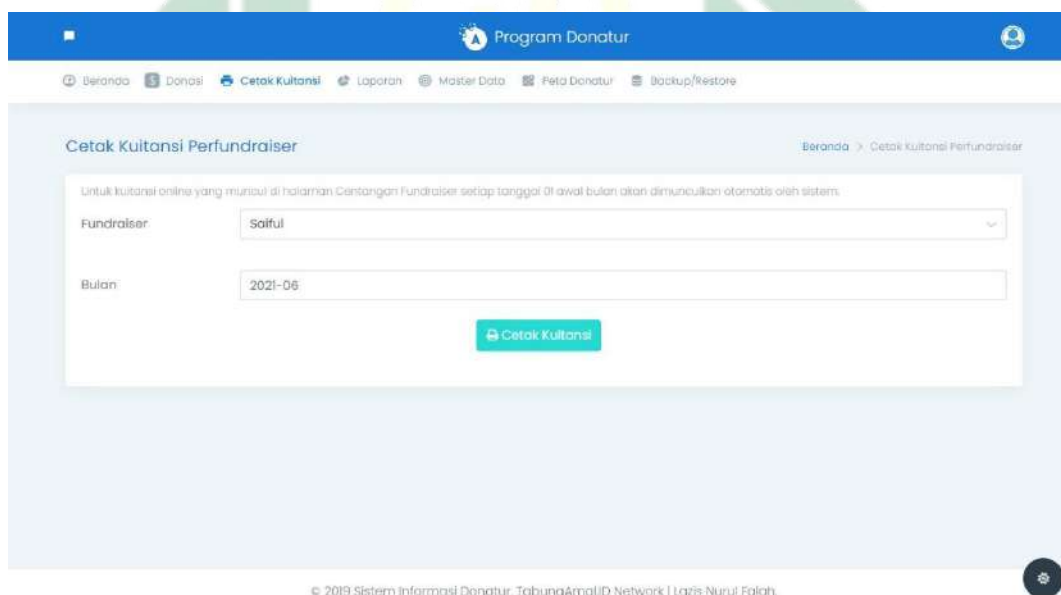 Program Donatur
Beranda Donasi Cetak Kuitansi Laporan Master Data Peta Donatur Backup/Restore
Cetak Kuitansi Perfundraiser
Beranda > Cetak Kuitansi Perfundraiser
Untuk kuitansi online yang muncul di halaman Centangan Fundraiser setiap tanggal 01 awal bulan akan dimunculkan otomatis oleh sistem.
Fundraiser Saiful
Bulan 2021-06
Cetak Kuitansi
© 2019 Sistem Informasi Donatur. TabungAmal.ID Network | Lazis Nurul Falah.